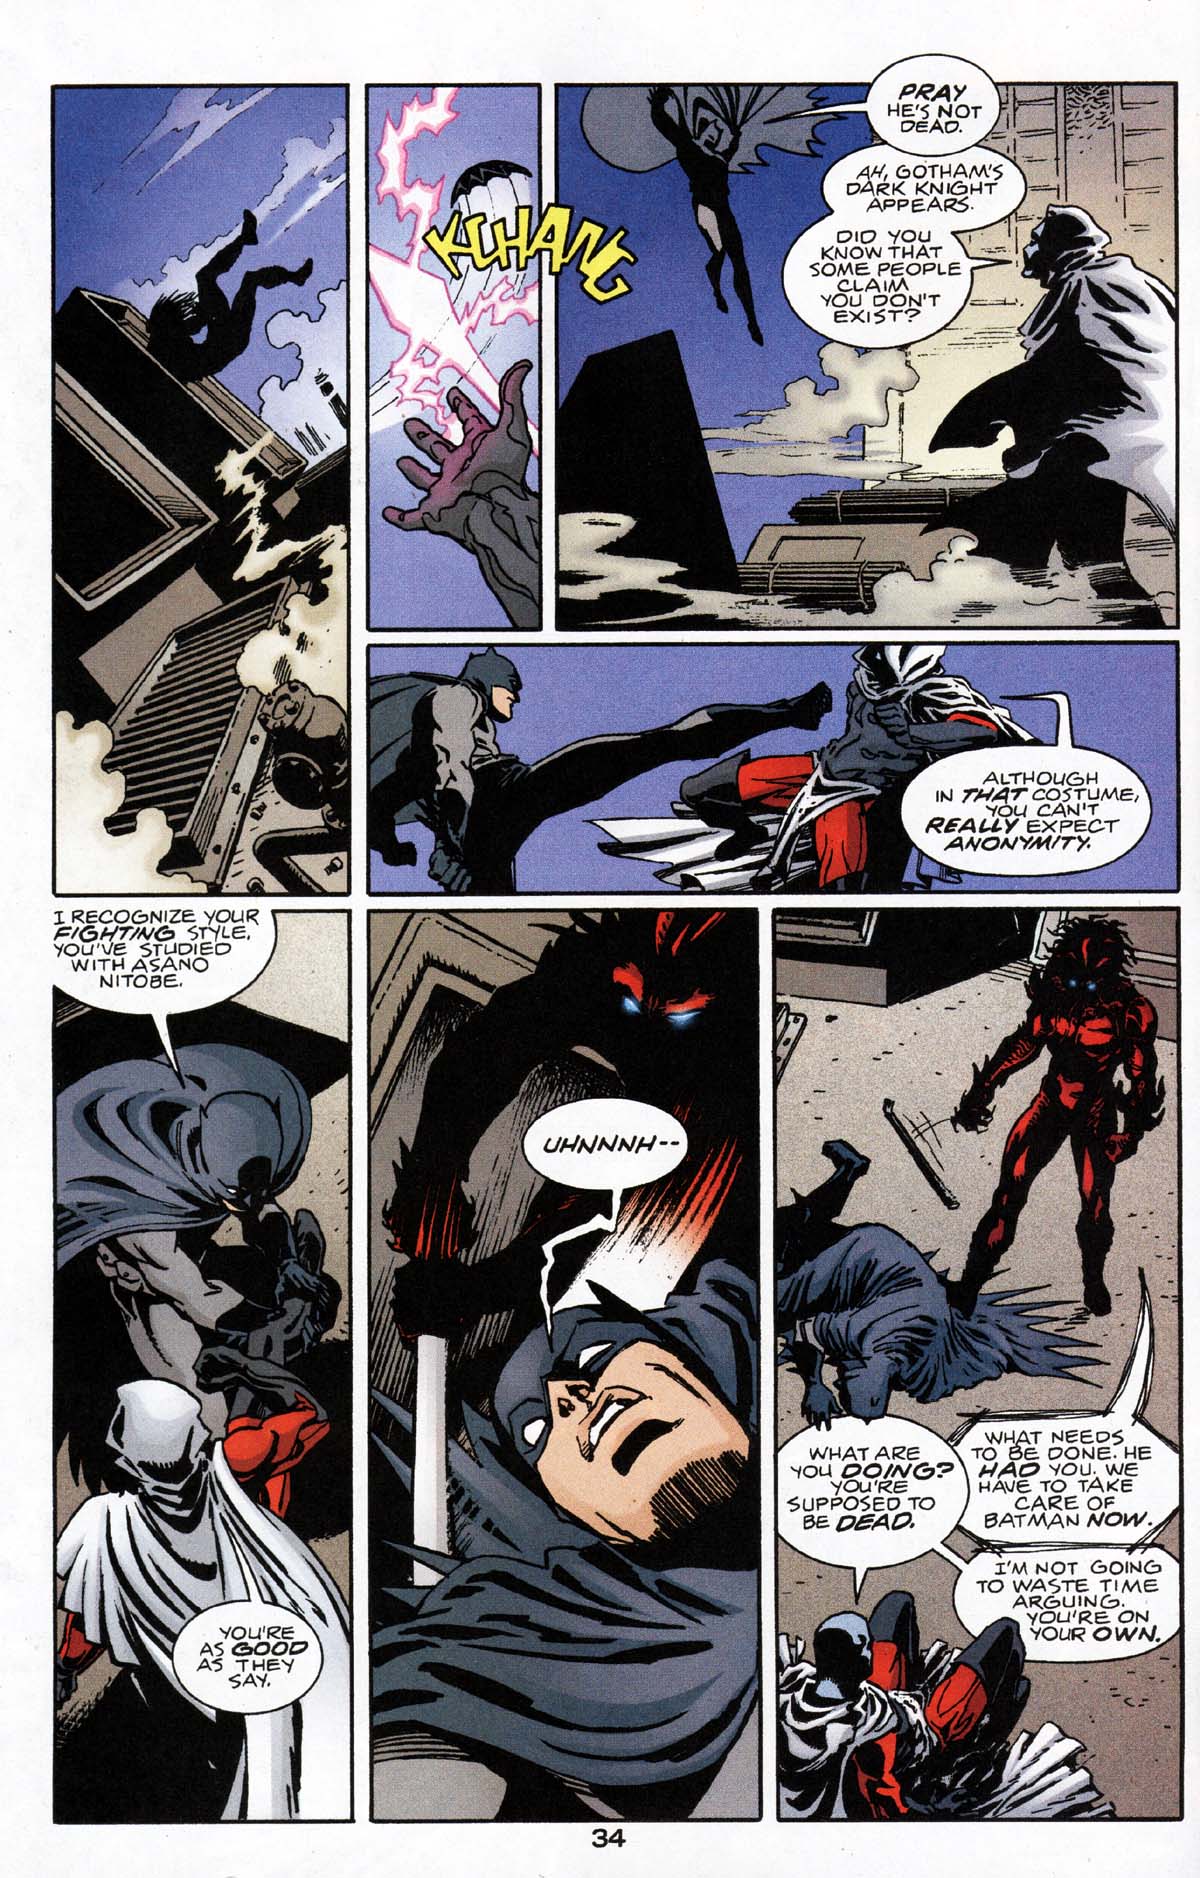 KCHANG
PRAY
HE'S NOT
DEAD.
AH, GOTHAM'S
DARK KNIGHT
APPEARS.
DID YOU
KNOW THAT
SOME PEOPLE
CLAIM
YOU DON'T
EXIST?
ALTHOUGH
IN THAT COSTUME,
YOU CAN'T
REALLY EXPECT
ANONYMITY.
I RECOGNIZE YOUR
FIGHTING STYLE,
YOU'VE STUDIED
WITH ASANO
NITOBE.
YOU'RE
AS GOOD
AS THEY
SAY.
UHNNNH--
WHAT ARE
YOU DOING?
YOU'RE
SUPPOSED TO
BE DEAD.
WHAT NEEDS
TO BE DONE. HE
HAD YOU. WE
HAVE TO TAKE
CARE OF
BATMAN NOW.
I'M NOT GOING
TO WASTE TIME
ARGUING.
YOU'RE ON
YOUR OWN.
34